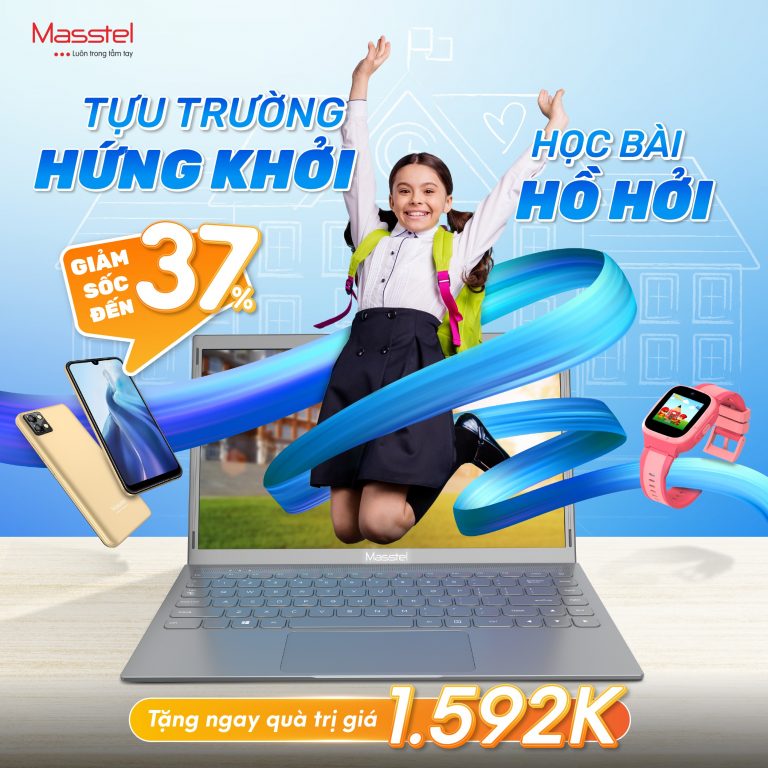 Masstel
Luôn trong tầm tay
TỰU TRƯỜNG
HỨNG KHỞI
HỌC BÀI
HỒ HỞI
GIẢM
SỐC
ĐẾN
37%
Masstel
Tặng ngay quà trị giá 1.592K